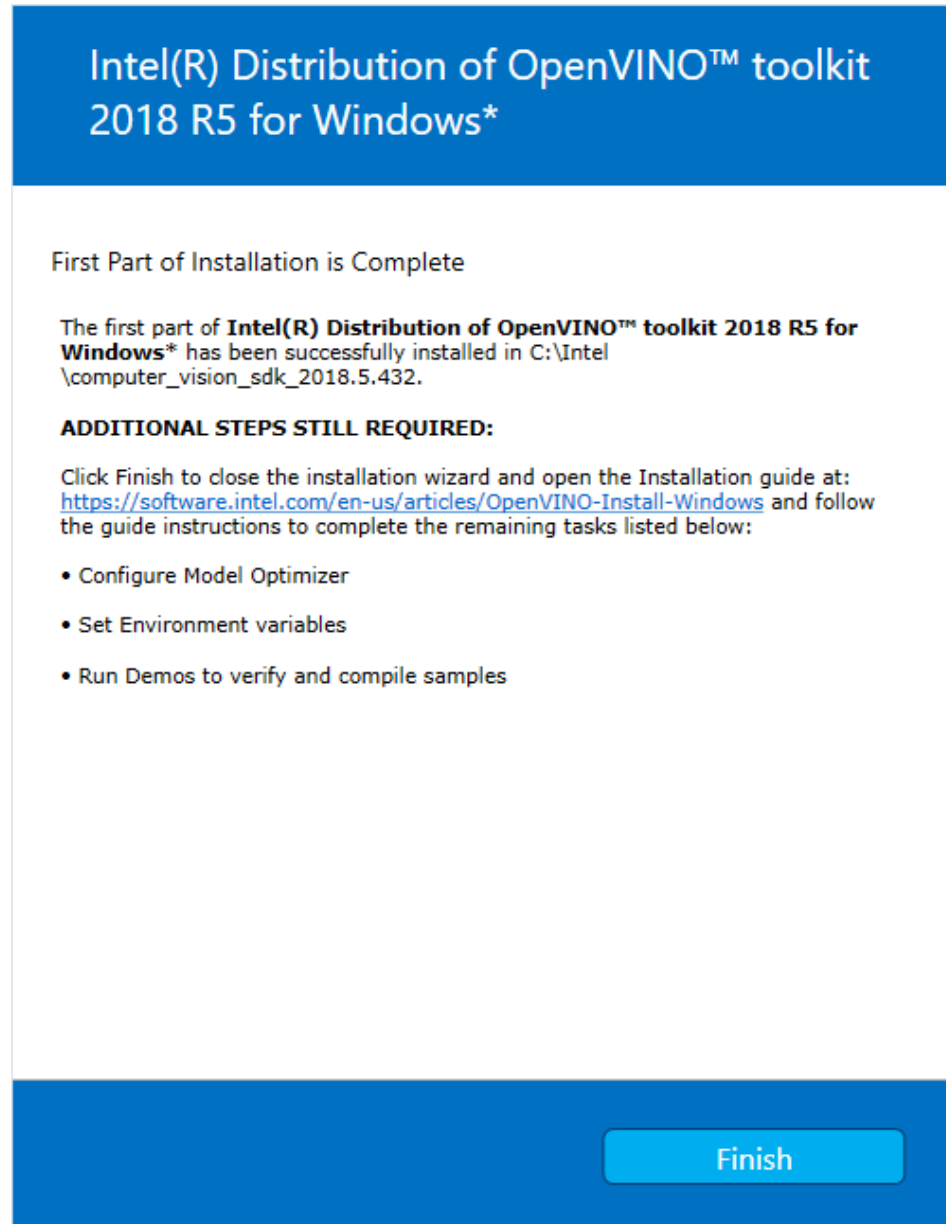 Intel(R) Distribution of OpenVINO™ toolkit
2018 R5 for Windows*
First Part of Installation is Complete
The first part of Intel(R) Distribution of OpenVINO™ toolkit 2018 R5 for
Windows* has been successfully installed in C:\Intel
\computer_vision_sdk_2018.5.432.
ADDITIONAL STEPS STILL REQUIRED:
Click Finish to close the installation wizard and open the Installation guide at:
https://software.intel.com/en-us/articles/OpenVINO-Install-Windows and follow
the guide instructions to complete the remaining tasks listed below:
• Configure Model Optimizer
• Set Environment variables
• Run Demos to verify and compile samples
Finish